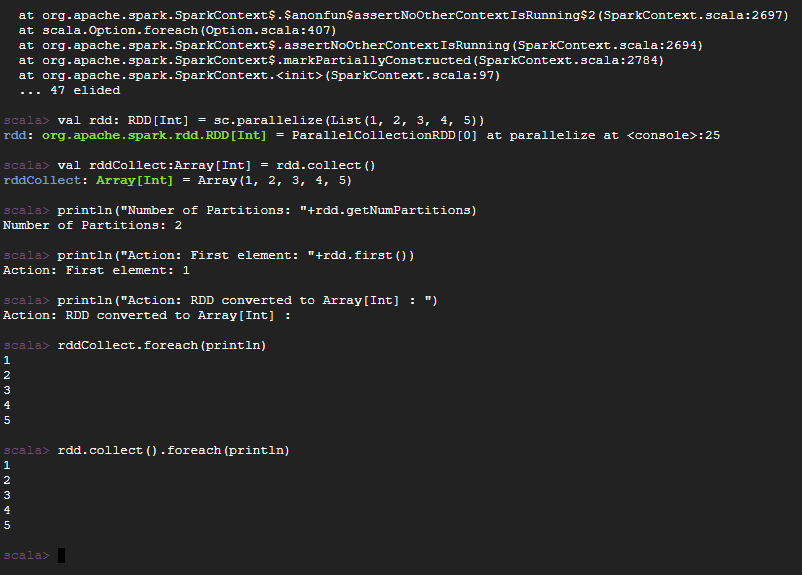 at org.apache.spark.SparkContext$.$anonfun$assertNoOtherContextIsRunning$2(SparkContext.scala:2697)
at scala.Option.foreach(Option.scala:407)
at org.apache.spark.SparkContext$.assertNoOtherContextIsRunning(SparkContext.scala:2694)
at org.apache.spark.SparkContext$.markPartiallyConstructed(SparkContext.scala:2784)
at org.apache.spark.SparkContext.<init>(SparkContext.scala:97)
... 47 elided
scala> val rdd: RDD[Int] = sc.parallelize(List(1, 2, 3, 4, 5))
rdd: org.apache.spark.rdd.RDD[Int] = ParallelCollectionRDD[0] at parallelize at <console>:25
scala> val rddCollect:Array[Int] = rdd.collect()
rddCollect: Array[Int] = Array(1, 2, 3, 4, 5)
scala> println("Number of Partitions: "+rdd.getNumPartitions)
Number of Partitions: 2
scala> println("Action: First element: "+rdd.first())
Action: First element: 1
scala> println("Action: RDD converted to Array[Int] : ")
Action: RDD converted to Array[Int] :
scala> rddCollect.foreach(println)
1
2
3
4
5
scala> rdd.collect().foreach(println)
1
2
3
4
5
scala>